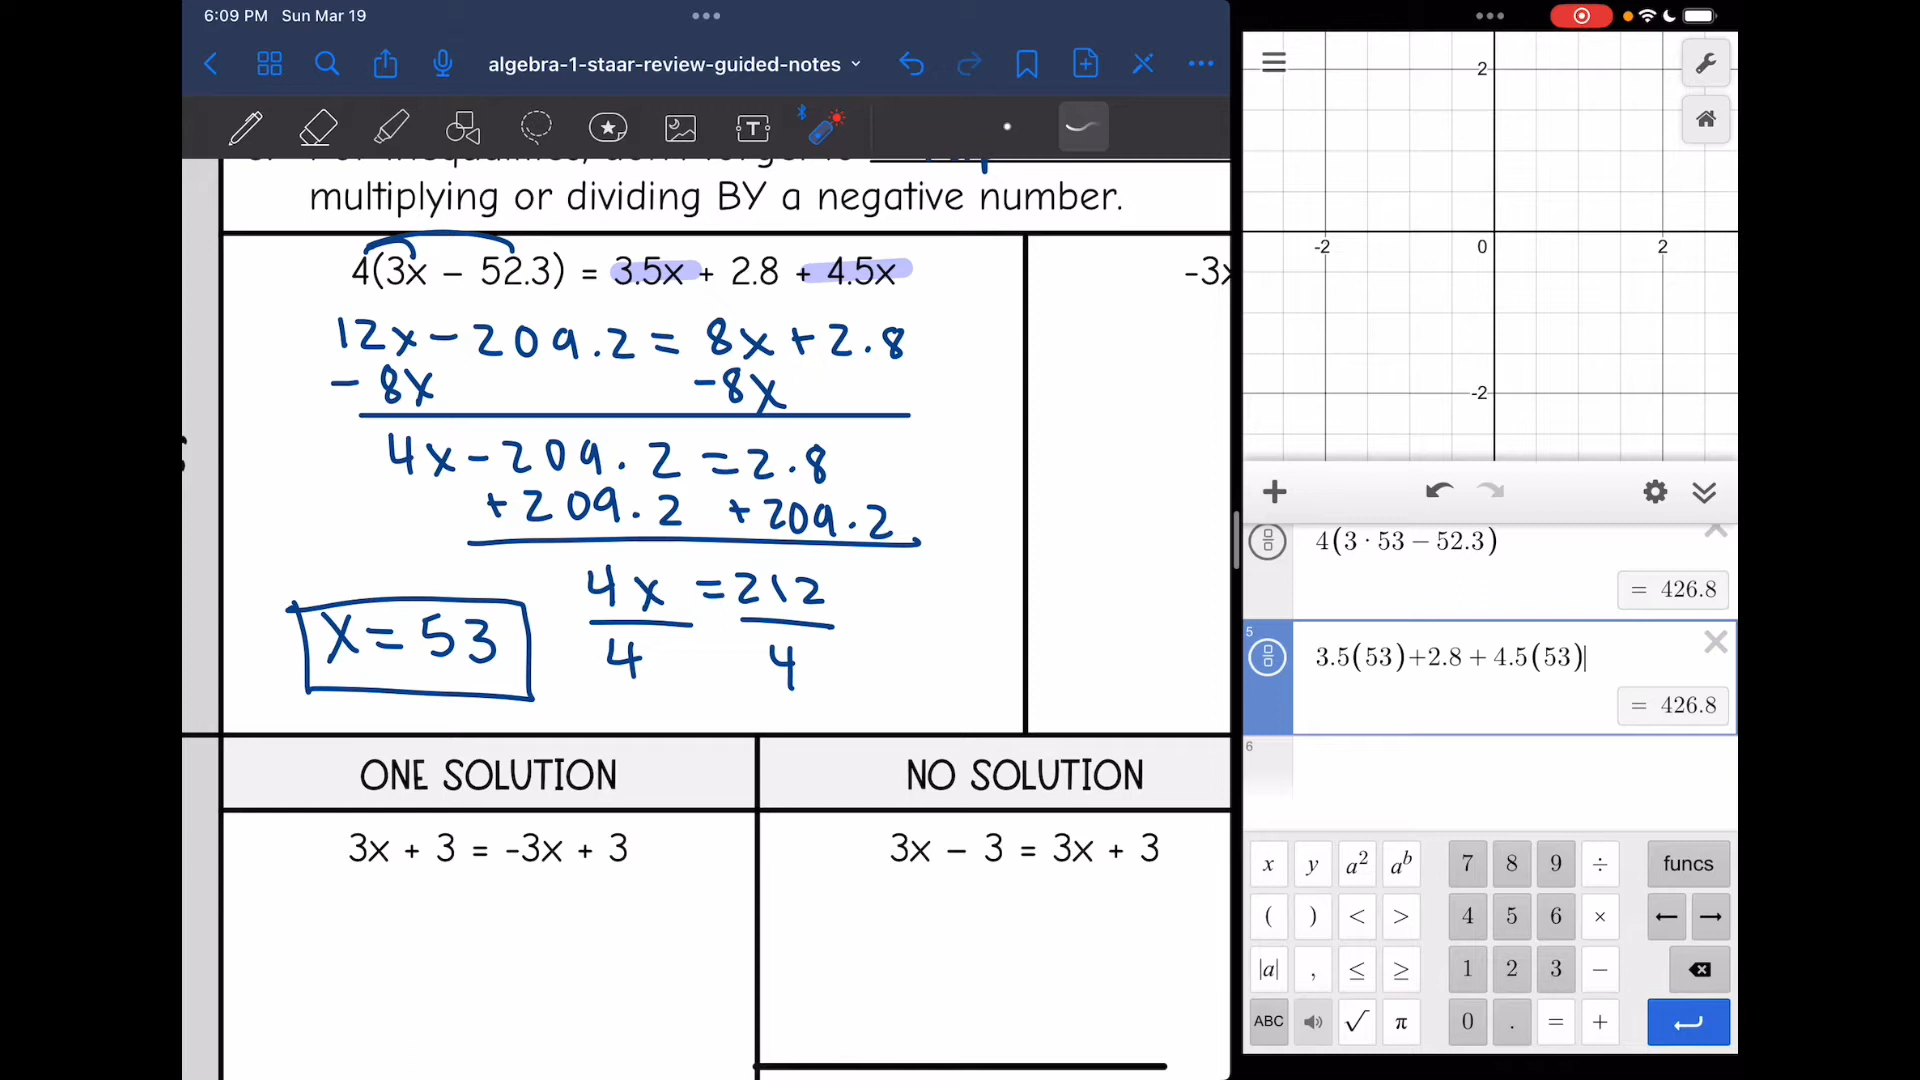 6:09 PM Sun Mar 19
algebra-1-staar-review-guided-notes
multiplying or dividing BY a negative number.
4(3x – 52.3) = 3.5x + 2.8 + 4.5x
12x – 209.2 = 8x + 2.8
– 8x – 8x
4x – 209.2 = 2.8
+ 209.2 + 209.2
4x = 212
4 4
x = 53
-3x
ONE SOLUTION
NO SOLUTION
3x + 3 = -3x + 3
3x – 3 = 3x + 3
2
-2 0 2
-2
4(3 · 53 – 52.3)
= 426.8
5
3.5(53)+2.8 + 4.5(53)
= 426.8
6
x y a² aᵇ 7 8 9 ÷ funcs
( ) < > 4 5 6 × ← →
|a| , ≤ ≥ 1 2 3 −
ABC √ π 0 . = +